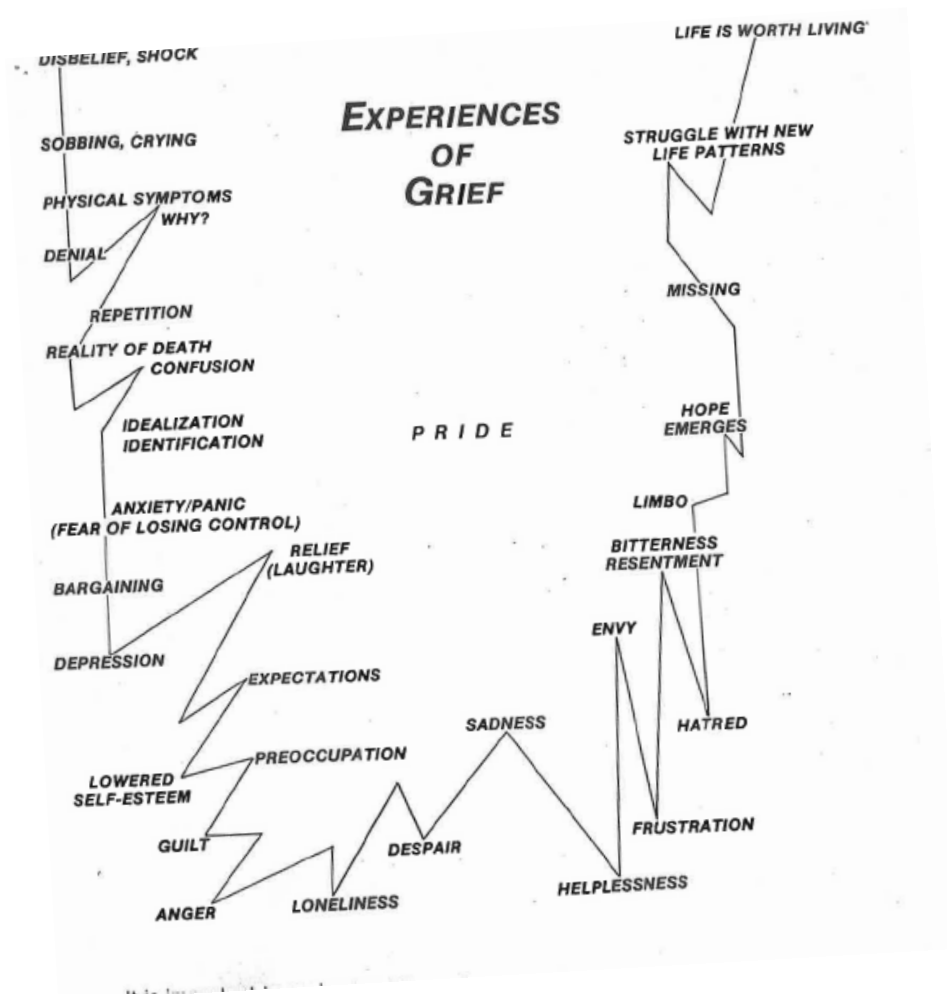 DISBELIEF, SHOCK
SOBBING, CRYING
PHYSICAL SYMPTOMS
WHY?
DENIAL
REPETITION
REALITY OF DEATH
CONFUSION
IDEALIZATION
IDENTIFICATION
ANXIETY/PANIC
(FEAR OF LOSING CONTROL)
BARGAINING
DEPRESSION
RELIEF
(LAUGHTER)
EXPECTATIONS
PREOCCUPATION
LOWERED
SELF-ESTEEM
GUILT
ANGER
LONELINESS
DESPAIR
SADNESS
HELPLESSNESS
ENVY
FRUSTRATION
BITTERNESS
RESENTMENT
HATRED
LIMBO
HOPE
EMERGES
MISSING
STRUGGLE WITH NEW
LIFE PATTERNS
LIFE IS WORTH LIVING
EXPERIENCES
OF
GRIEF
PRIDE